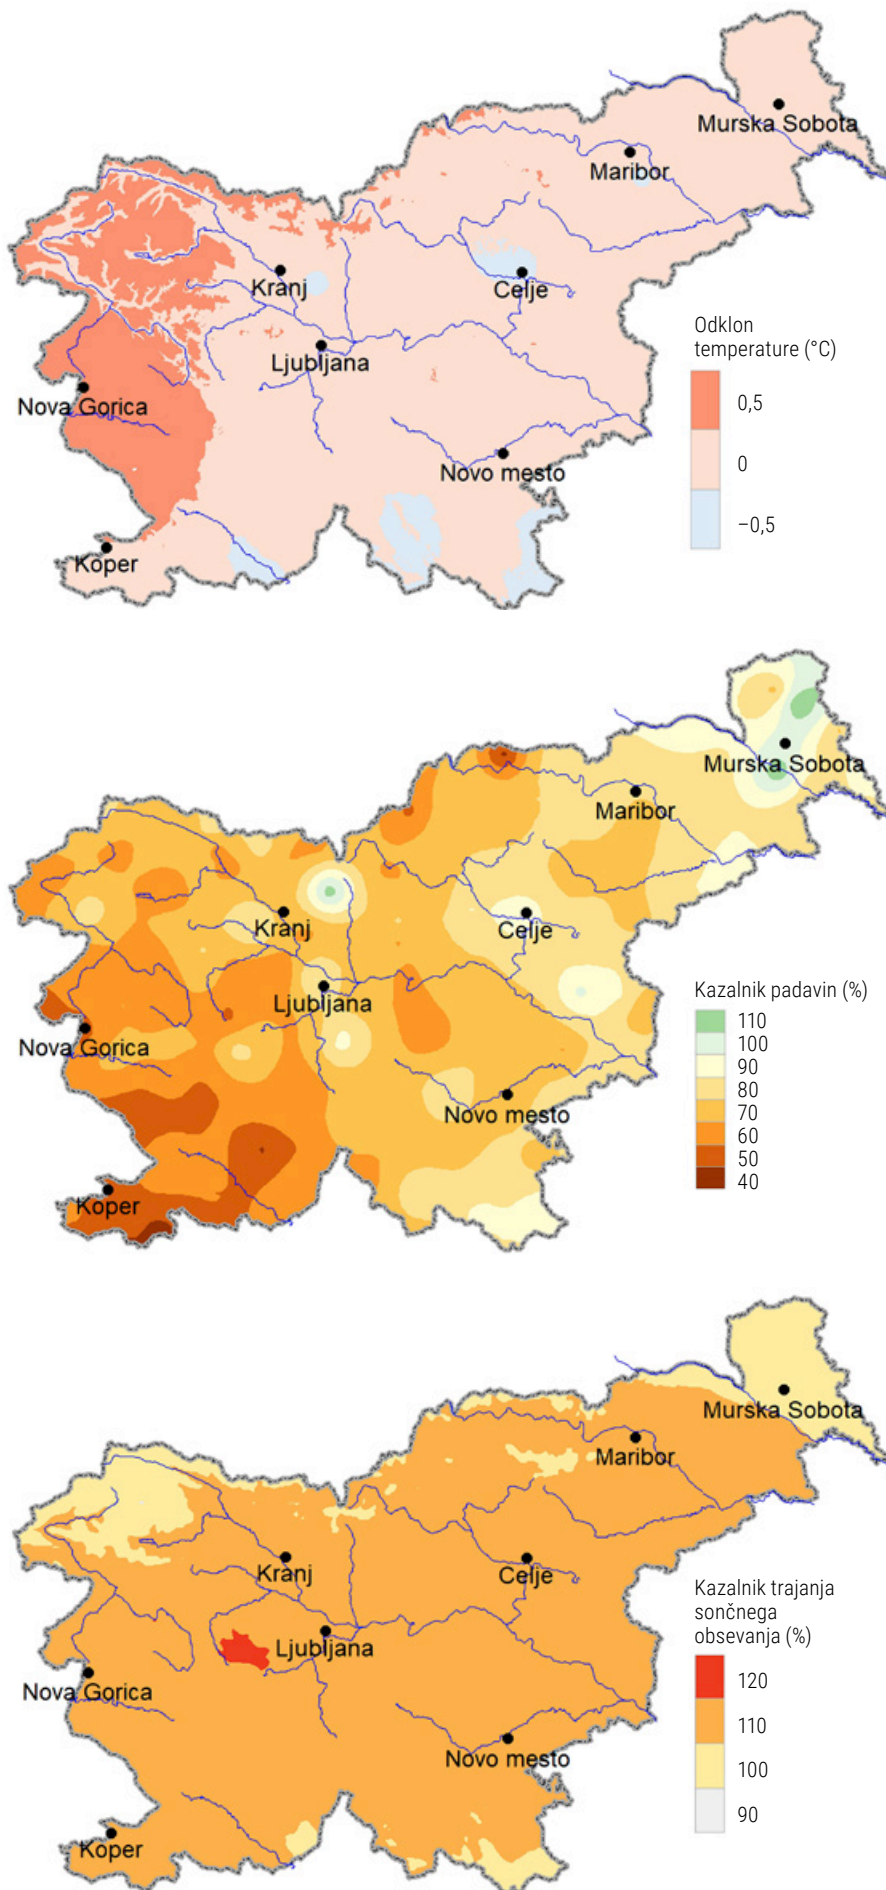 Murska Sobota
Maribor
Kranj
Celje
Ljubljana
Nova Gorica
Novo mesto
Koper
Odklon
temperature (°C)
0,5
0
−0,5
Murska Sobota
Maribor
Kranj
Celje
Ljubljana
Nova Gorica
Novo mesto
Koper
Kazalnik padavin (%)
110
100
90
80
70
60
50
40
Murska Sobota
Maribor
Kranj
Celje
Ljubljana
Nova Gorica
Novo mesto
Koper
Kazalnik trajanja
sončnega
obsevanja (%)
120
110
100
90